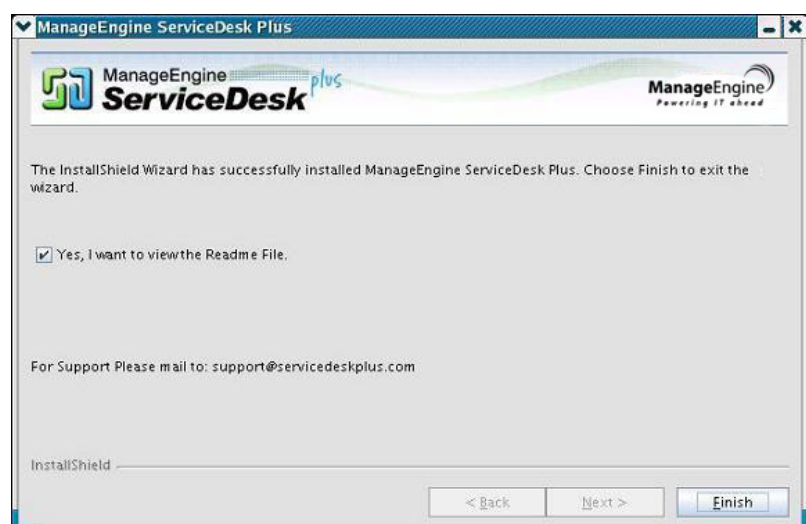 ManageEngine ServiceDesk Plus
ManageEngine
ServiceDesk plus
ManageEngine
Powering IT ahead
The InstallShield Wizard has successfully installed ManageEngine ServiceDesk Plus. Choose Finish to exit the
wizard.
Yes, I want to view the Readme File.
For Support Please mail to: support@servicedeskplus.com
InstallShield
< Back
Next >
Finish